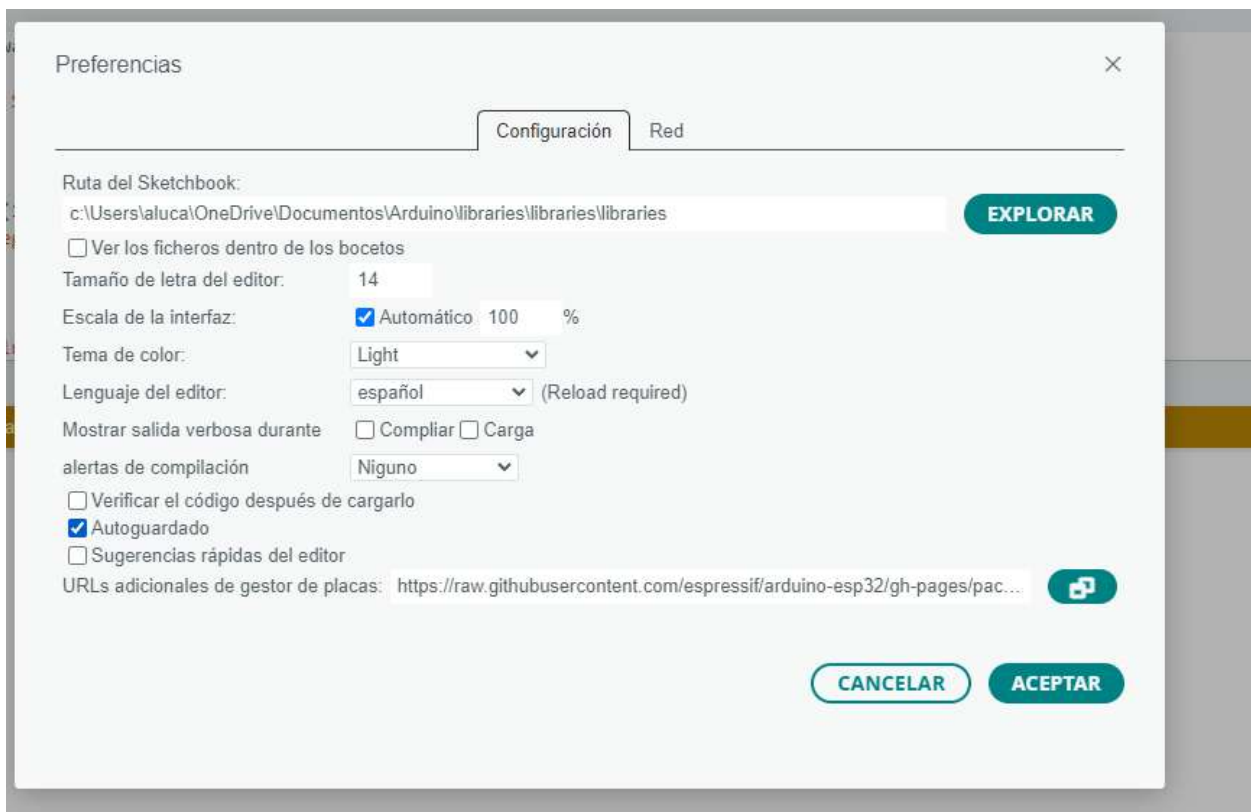 Preferencias
Configuración Red
Ruta del Sketchbook:
c:\Users\aluca\OneDrive\Documentos\Arduino\libraries\libraries\libraries EXPLORAR
Ver los ficheros dentro de los bocetos
Tamaño de letra del editor: 14
Escala de la interfaz: Automático 100 %
Tema de color: Light
Lenguaje del editor: español (Reload required)
Mostrar salida verbosa durante Compliar Carga
alertas de compilación Niguno
Verificar el código después de cargarlo
Autoguardado
Sugerencias rápidas del editor
URLs adicionales de gestor de placas: https://raw.githubusercontent.com/espressif/arduino-esp32/gh-pages/pac...
CANCELAR ACEPTAR